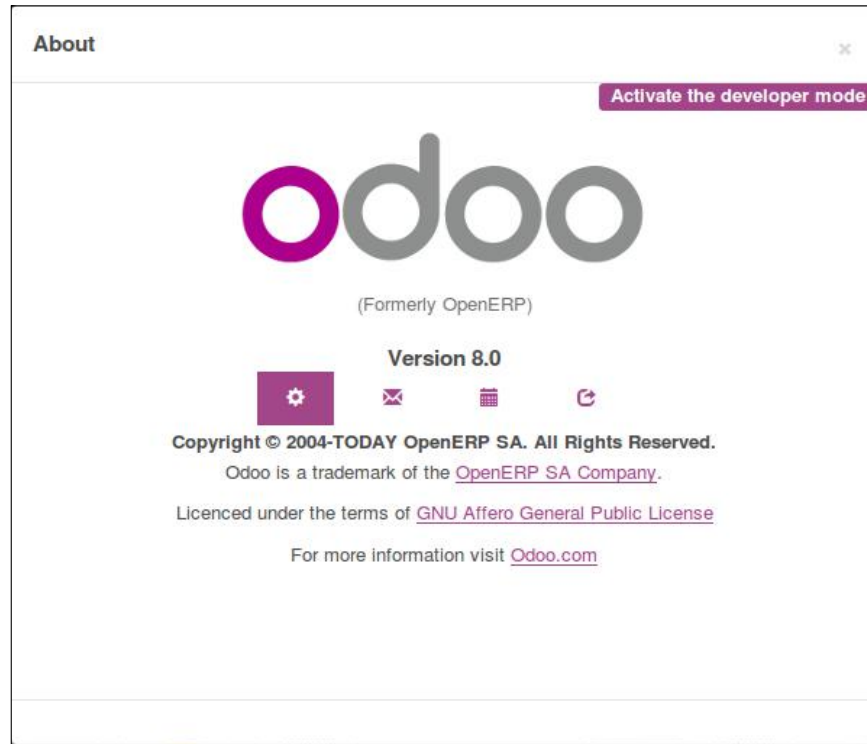 About
×
Activate the developer mode
odoo
(Formerly OpenERP)
Version 8.0
Copyright © 2004-TODAY OpenERP SA. All Rights Reserved.
Odoo is a trademark of the OpenERP SA Company.
Licenced under the terms of GNU Affero General Public License
For more information visit Odoo.com